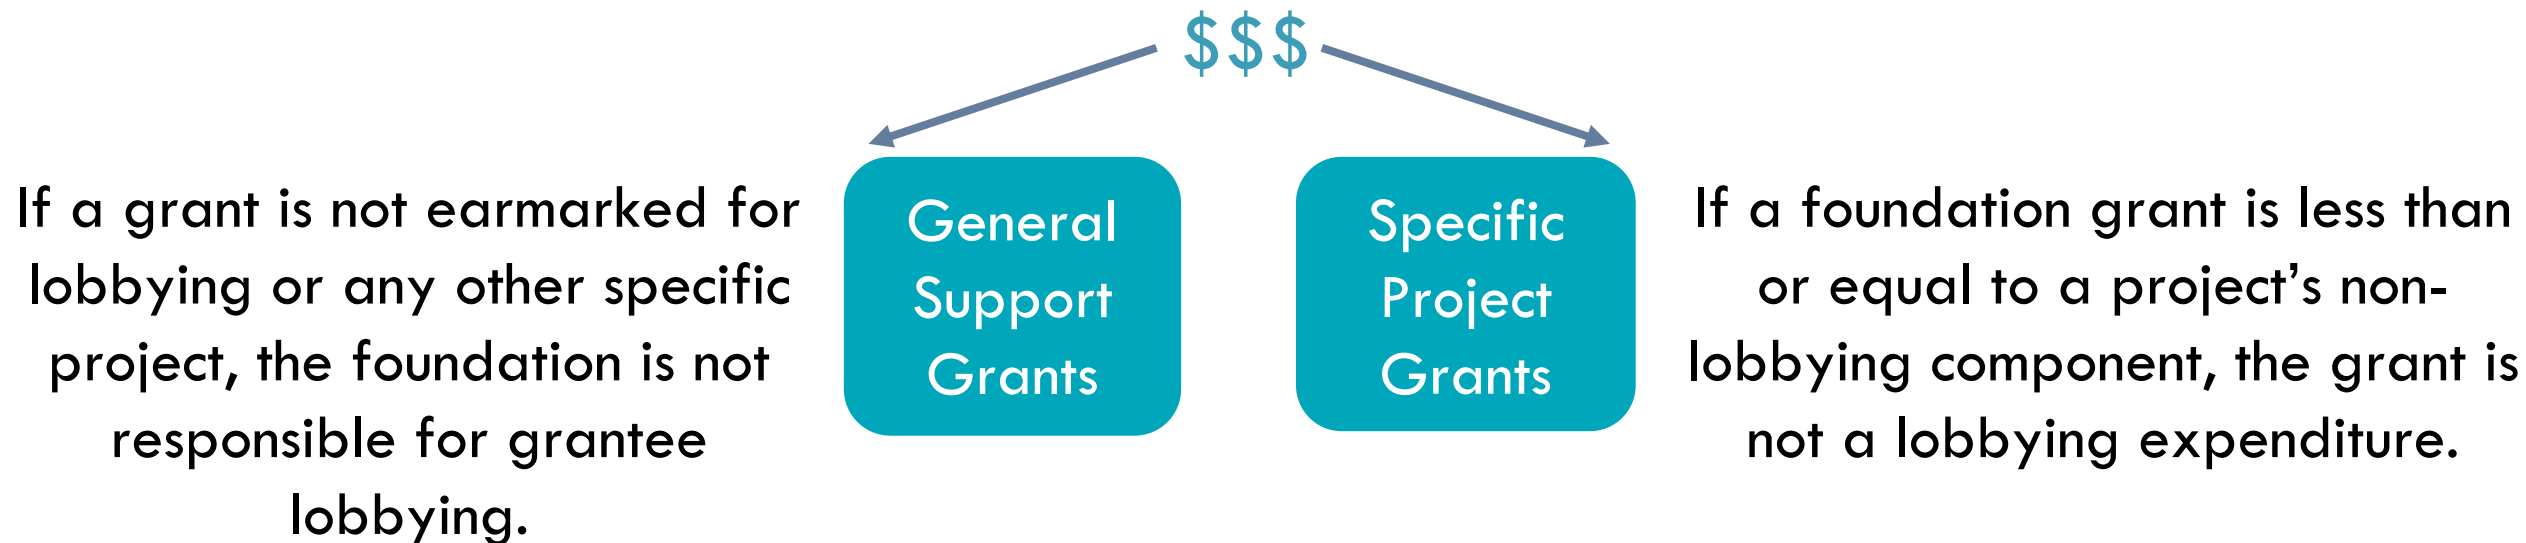 $$$
If a grant is not earmarked for
lobbying or any other specific
project, the foundation is not
responsible for grantee
lobbying.
General
Support
Grants
Specific
Project
Grants
If a foundation grant is less than
or equal to a project’s non-
lobbying component, the grant is
not a lobbying expenditure.